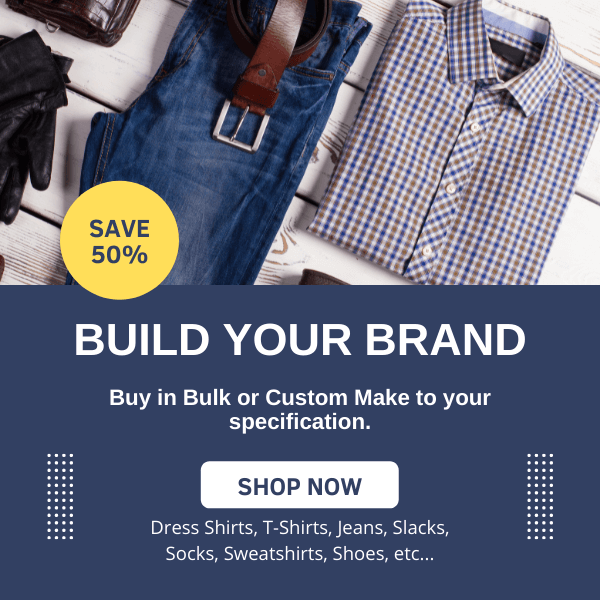 SAVE
50%
BUILD YOUR BRAND
Buy in Bulk or Custom Make to your
specification.
SHOP NOW
Dress Shirts, T-Shirts, Jeans, Slacks,
Socks, Sweatshirts, Shoes, etc...